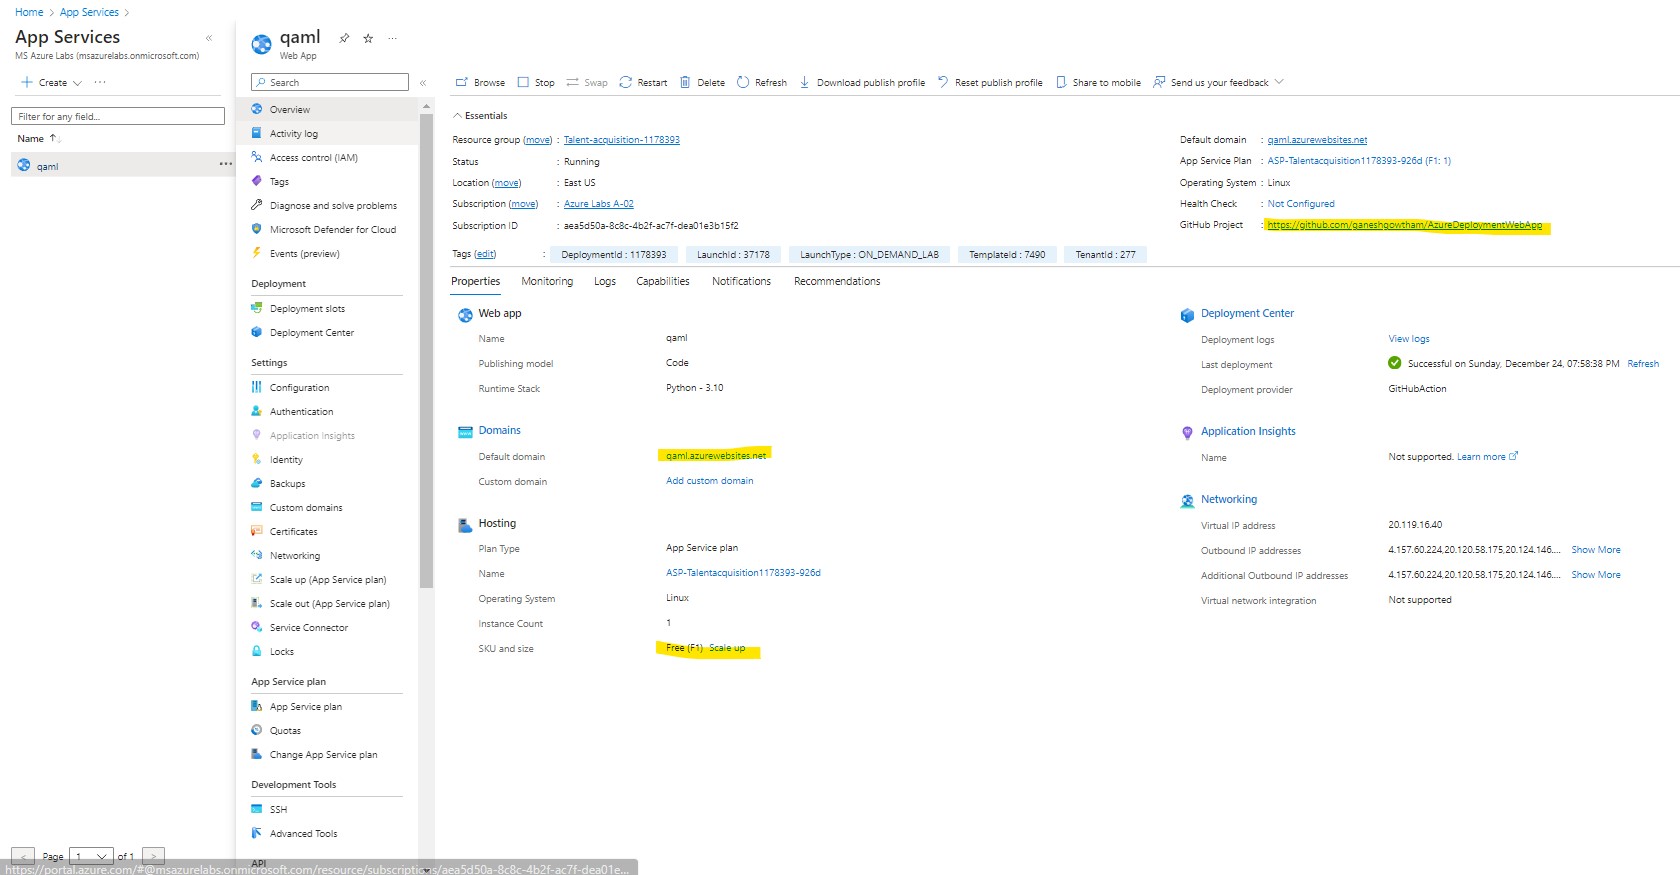 Home > App Services >
App Services
MS Azure Labs (msazurelabs.onmicrosoft.com)
+ Create
Filter for any field...
Name
qaml
Page 1 of 1
qaml
Web App
Search
Overview
Activity log
Access control (IAM)
Tags
Diagnose and solve problems
Microsoft Defender for Cloud
Events (preview)
Deployment
Deployment slots
Deployment Center
Settings
Configuration
Authentication
Application Insights
Identity
Backups
Custom domains
Certificates
Networking
Scale up (App Service plan)
Scale out (App Service plan)
Service Connector
Locks
App Service plan
App Service plan
Quotas
Change App Service plan
Development Tools
SSH
Advanced Tools
API
Browse Stop Swap Restart Delete Refresh Download publish profile Reset publish profile Share to mobile Send us your feedback
Essentials
Resource group (move) : Talent-acquisition-1178393
Status : Running
Location (move) : East US
Subscription (move) : Azure Labs A-02
Subscription ID : aea5d50a-8c8c-4b2f-ac7f-dea01e3b15f2
Default domain : qaml.azurewebsites.net
App Service Plan : ASP-Talentacquisition1178393-926d (F1: 1)
Operating System : Linux
Health Check : Not Configured
GitHub Project : https://github.com/ganeshgowtham/AzureDeploymentWebApp
Tags (edit) : DeploymentId : 1178393 LaunchId : 37178 LaunchType : ON_DEMAND_LAB TemplateId : 7490 TenantId : 277
Properties Monitoring Logs Capabilities Notifications Recommendations
Web app
Name qaml
Publishing model Code
Runtime Stack Python - 3.10
Domains
Default domain qaml.azurewebsites.net
Custom domain Add custom domain
Hosting
Plan Type App Service plan
Name ASP-Talentacquisition1178393-926d
Operating System Linux
Instance Count 1
SKU and size Free (F1) Scale up
Deployment Center
Deployment logs View logs
Last deployment Successful on Sunday, December 24, 07:58:38 PM Refresh
Deployment provider GitHubAction
Application Insights
Name Not supported. Learn more
Networking
Virtual IP address 20.119.16.40
Outbound IP addresses 4.157.60.224,20.120.58.175,20.124.146.... Show More
Additional Outbound IP addresses 4.157.60.224,20.120.58.175,20.124.146.... Show More
Virtual network integration Not supported
https://portal.azure.com/#@msazurelabs.onmicrosoft.com/resource/subscriptions/aea5d50a-8c8c-4b2f-ac7f-dea01e...